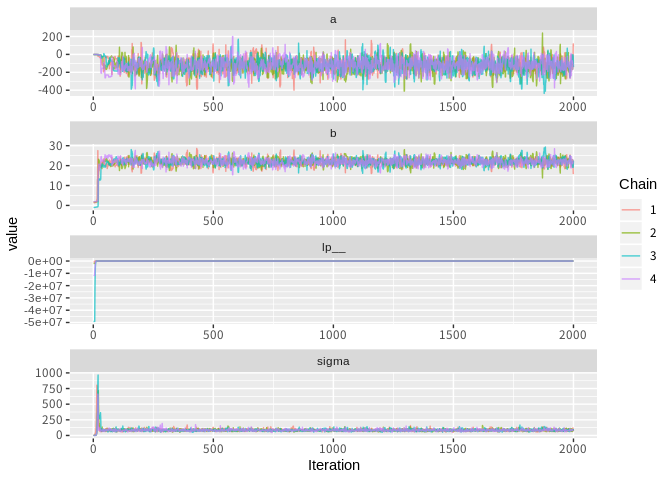 a
200
0
-200
-400
0 500 1000 1500 2000
b
30
20
10
0
0 500 1000 1500 2000
value
lp__
0e+00
-1e+07
-2e+07
-3e+07
-4e+07
-5e+07
0 500 1000 1500 2000
sigma
1000
750
500
250
0
0 500 1000 1500 2000
Iteration
Chain
1
2
3
4